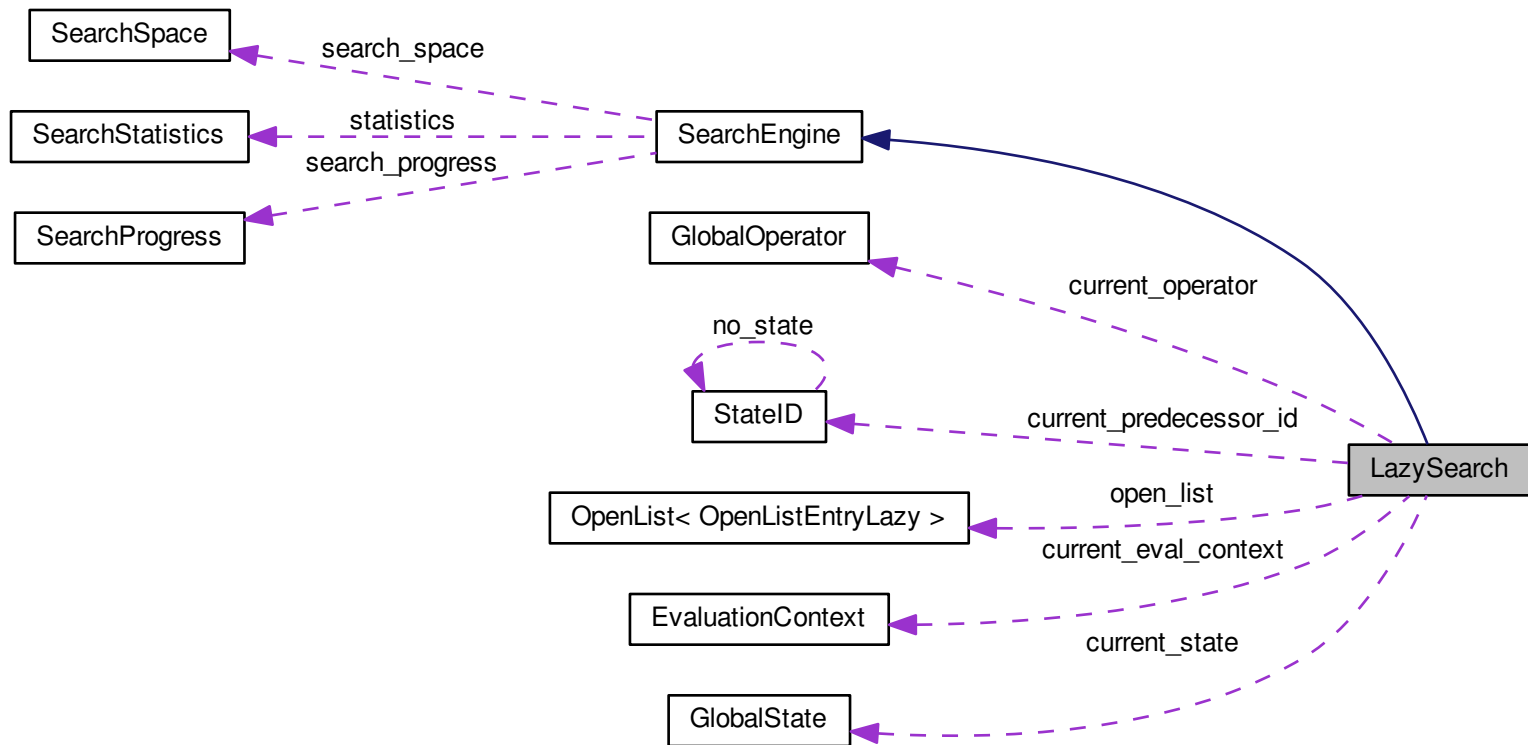 SearchSpace
search_space
SearchStatistics
statistics
SearchEngine
search_progress
SearchProgress
GlobalOperator
current_operator
no_state
StateID
current_predecessor_id
LazySearch
open_list
OpenList< OpenListEntryLazy >
current_eval_context
EvaluationContext
current_state
GlobalState